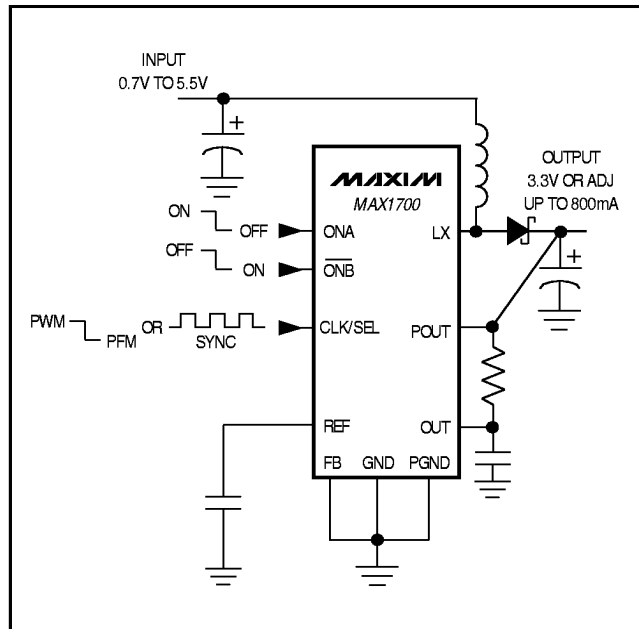 INPUT
0.7V TO 5.5V
+
OUTPUT
3.3V OR ADJ
UP TO 800mA
+
MAXIM
MAX1700
ON
OFF
ONA
LX
OFF
ON
ONB
PWM
PFM
OR
SYNC
CLK/SEL
POUT
REF
OUT
FB GND PGND